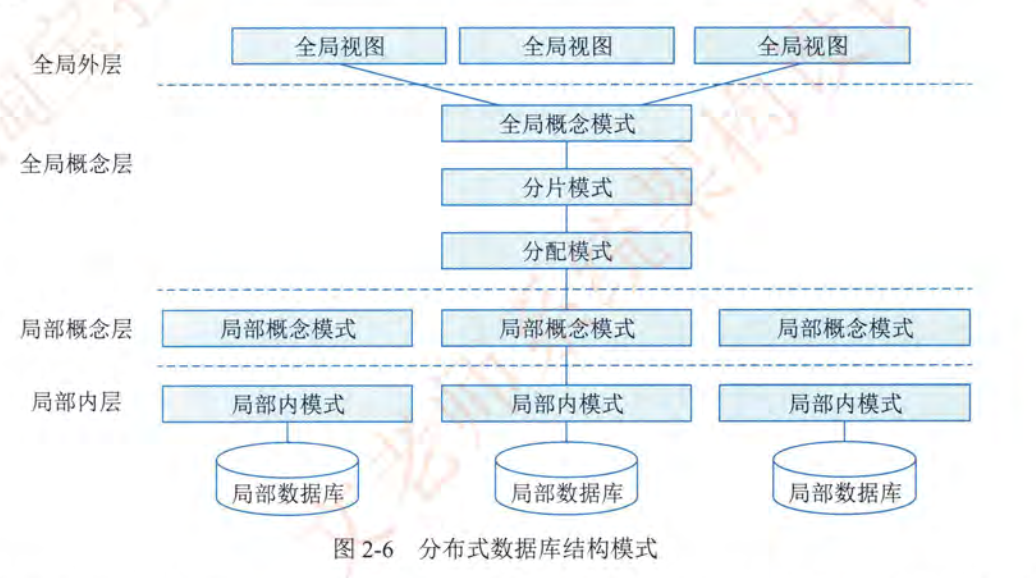 全局外层
全局视图 全局视图 全局视图
全局概念层
全局概念模式
分片模式
分配模式
局部概念层
局部概念模式 局部概念模式 局部概念模式
局部内层
局部内模式 局部内模式 局部内模式
局部数据库 局部数据库 局部数据库
图 2-6 分布式数据库结构模式